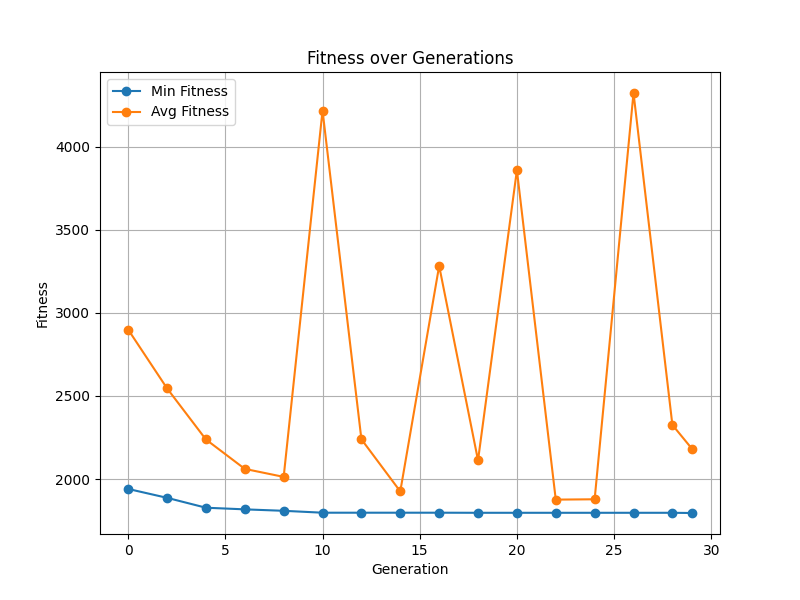 Fitness over Generations
Min Fitness
Avg Fitness
4000
3500
3000
2500
2000
Fitness
0 5 10 15 20 25 30
Generation